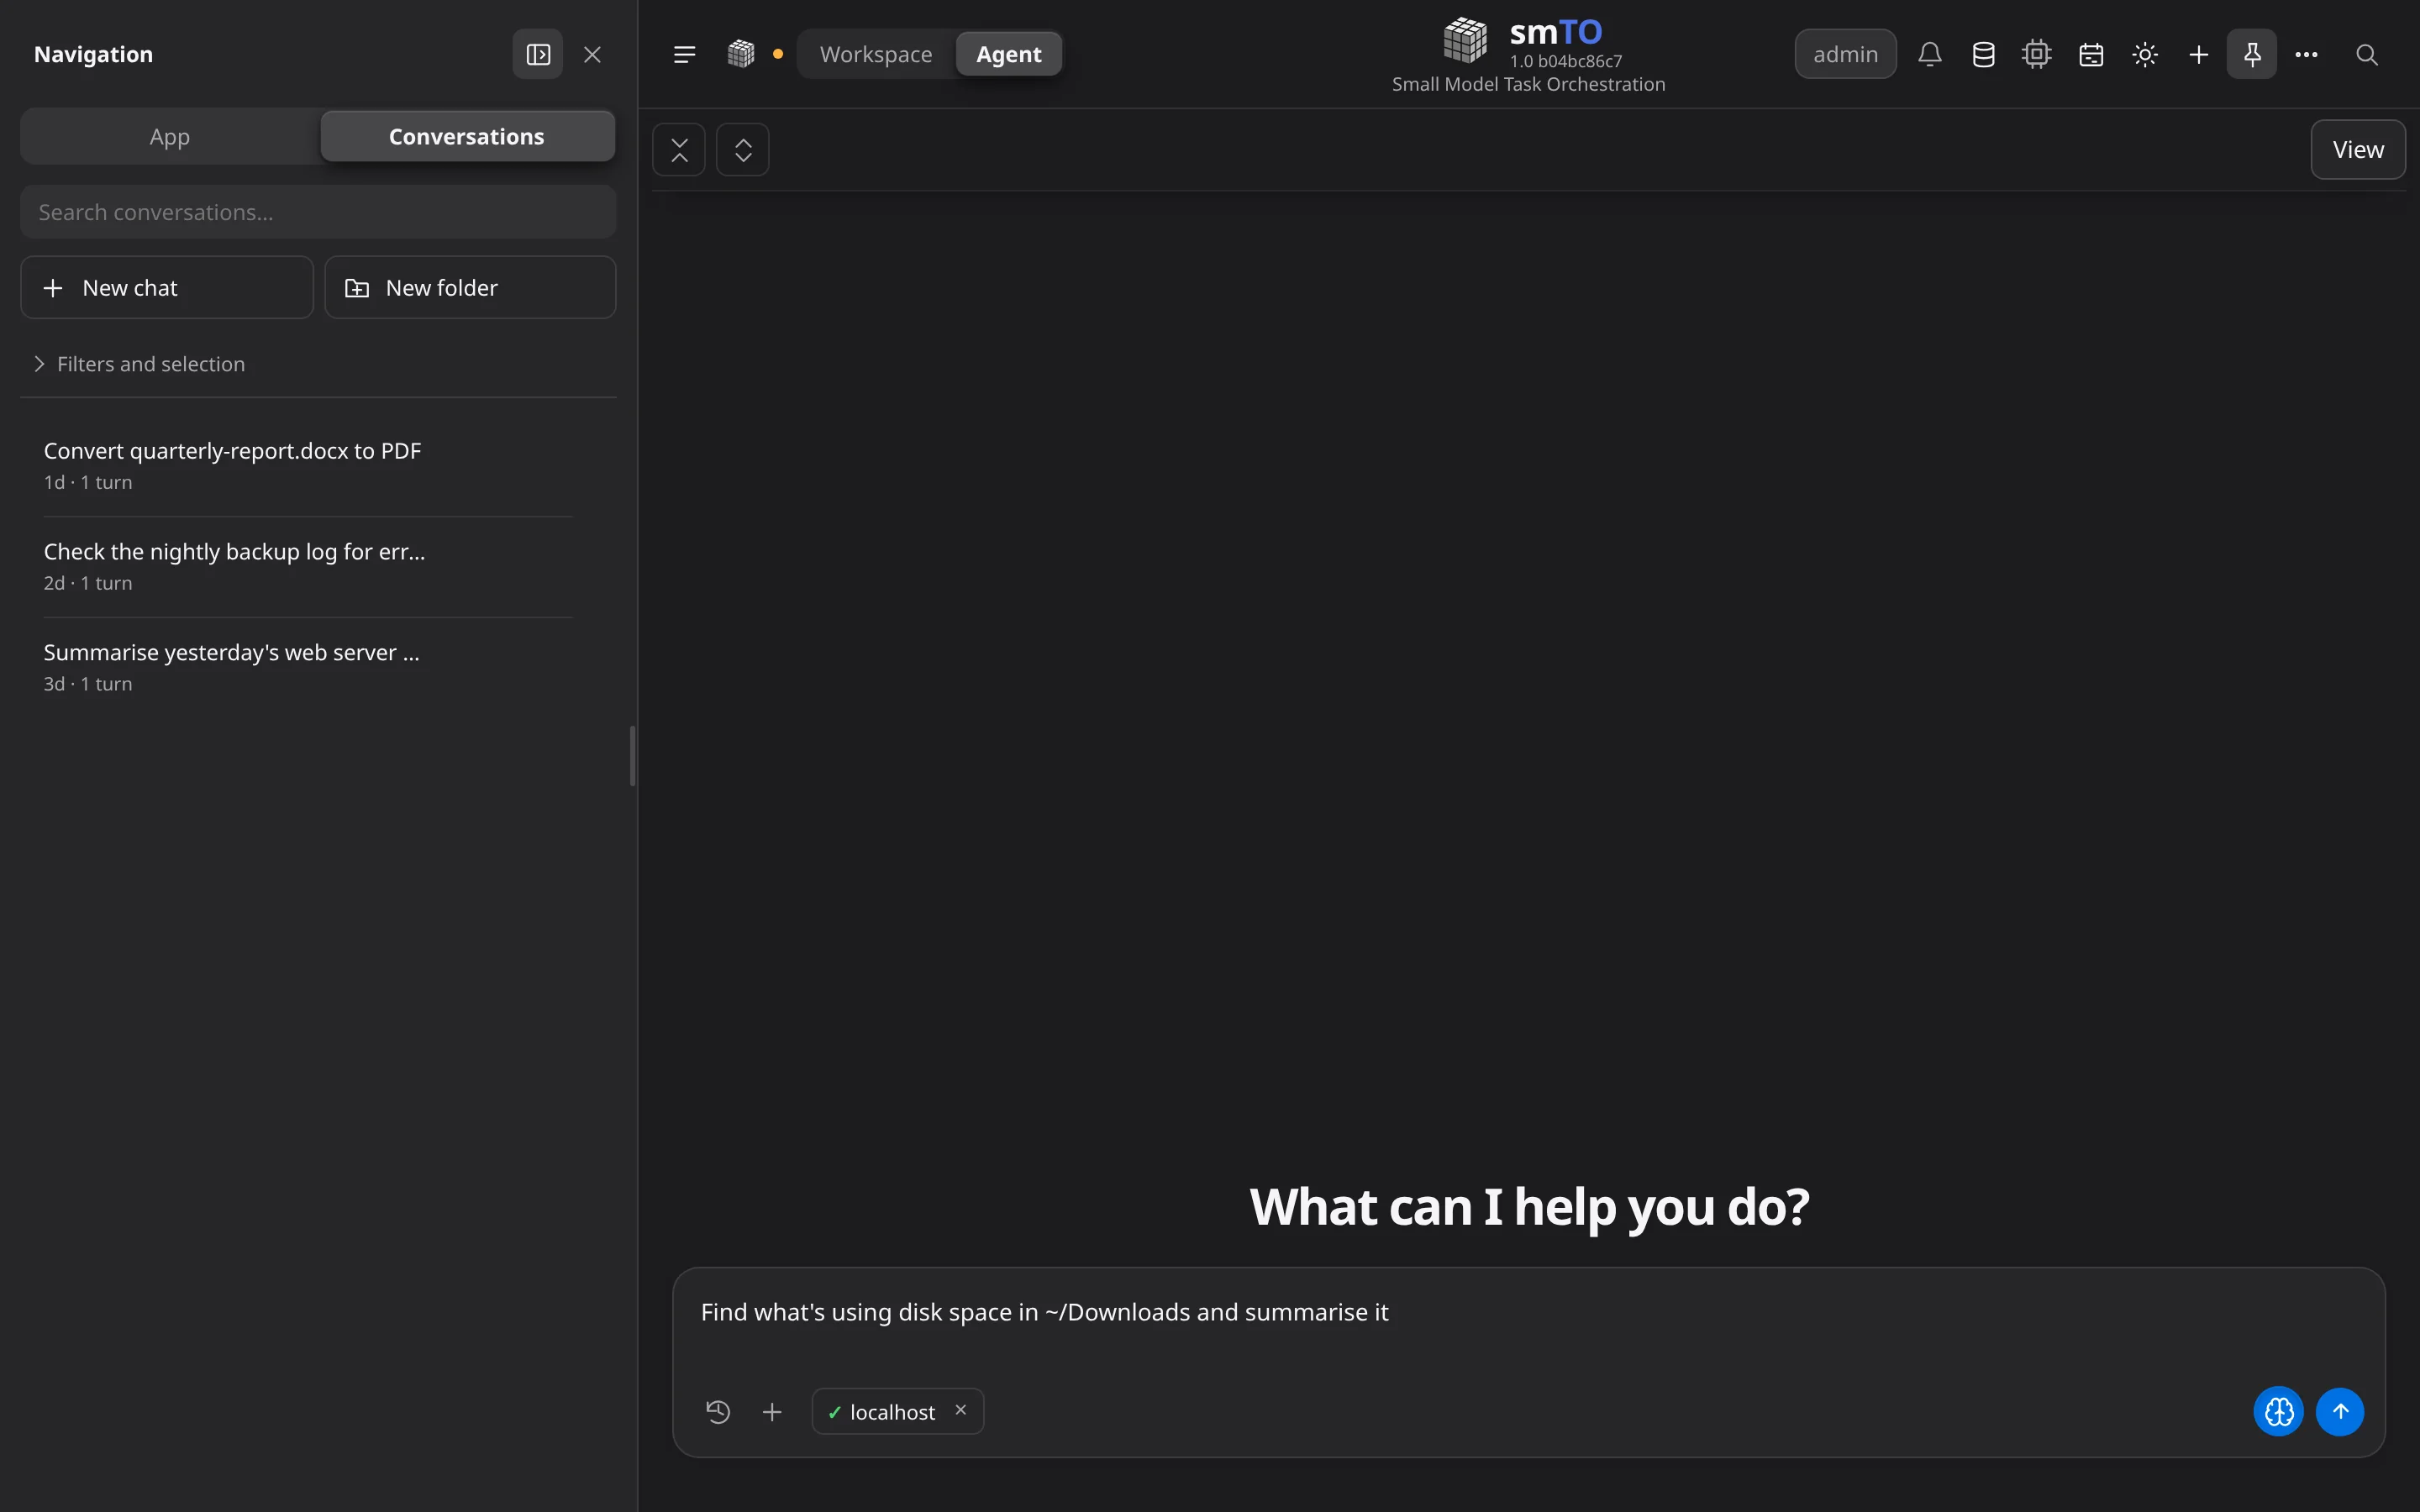 Navigation
App
Conversations
Search conversations...
New chat
New folder
Filters and selection
Convert quarterly-report.docx to PDF
1d · 1 turn
Check the nightly backup log for err...
2d · 1 turn
Summarise yesterday's web server ...
3d · 1 turn
Workspace
Agent
smTO
1.0 b04bc86c7
Small Model Task Orchestration
admin
View
What can I help you do?
Find what's using disk space in ~/Downloads and summarise it
✓ localhost ×